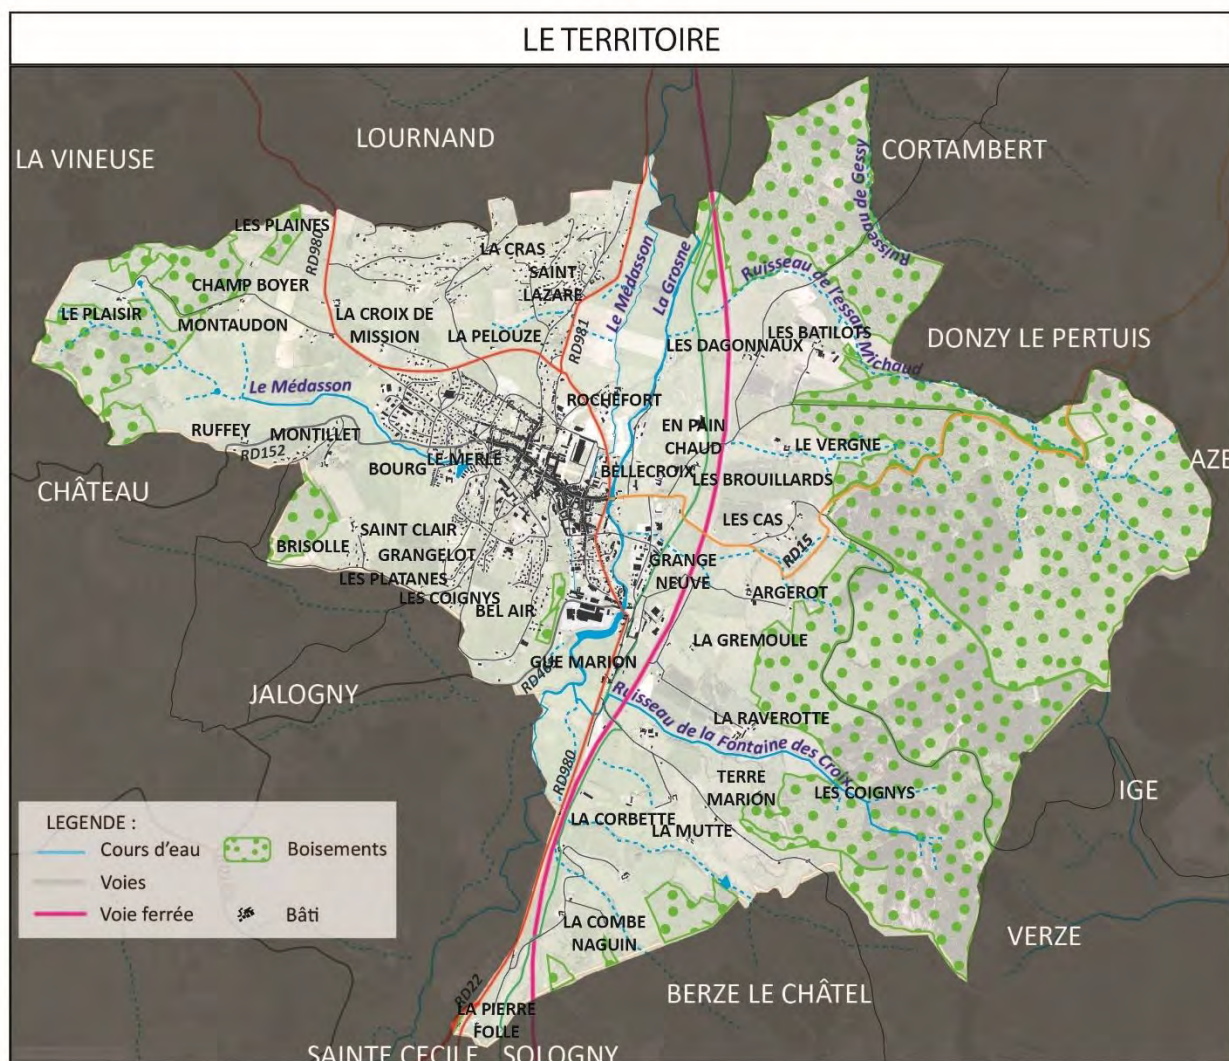 LE TERRITOIRE
LOURNAND
CORTAMBERT
LA VINEUSE
Ruisseau de Gessy
LES PLAINES
RD980
LA CRAS
SAINT
LAZARE
Le Médasson
La Grosne
Ruisseau de l'essart Michaud
CHAMP BOYER
LE PLAISIR
MONTAUDON
LA CROIX DE
MISSION
LA PELOUZE
RD981
LES BATILOTS
LES DAGONNAUX
DONZY LE PERTUIS
Le Médasson
ROCHEFORT
RUFFEY
MONTILLET
RD152
EN PAIN
CHAUD
LE VERGNE
BOURG
LE MERLE
BELLECROIX
LES BROUILLARDS
AZE
CHÂTEAU
SAINT CLAIR
LES CAS
BRISOLLE
GRANGELOT
RD15
GRANGE
NEUVE
LES PLATANES
LES COIGNYS
ARGEROT
BEL AIR
LA GREMOULE
GUE MARION
RD465
JALOGNY
Ruisseau de la Fontaine des Croix
LA RAVEROTTE
RD980
TERRE
MARION
LES COIGNYS
IGE
LA CORBETTE
LA MUTTE
LEGENDE :
Cours d'eau
Boisements
Voies
Voie ferrée
Bâti
LA COMBE
NAGUIN
VERZE
RD22
BERZE LE CHÂTEL
LA PIERRE
FOLLE
SAINTE CECILE
SOLOGNY